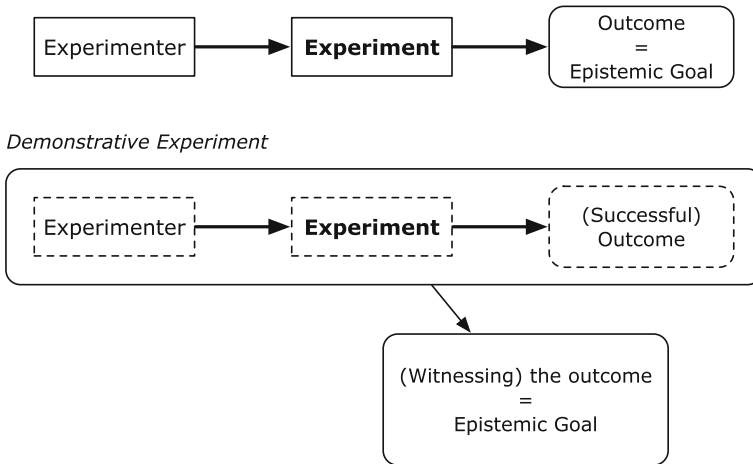 Experimenter
Experiment
Outcome
=
Epistemic Goal
Demonstrative Experiment
Experimenter
Experiment
(Successful)
Outcome
(Witnessing) the outcome
=
Epistemic Goal